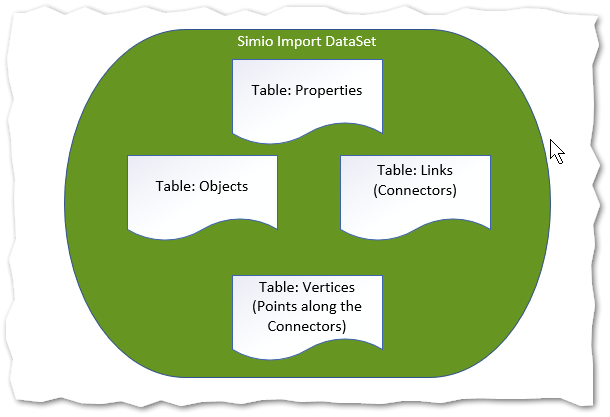 Simio Import DataSet
Table: Properties
Table: Objects
Table: Links
(Connectors)
Table: Vertices
(Points along the
Connectors)